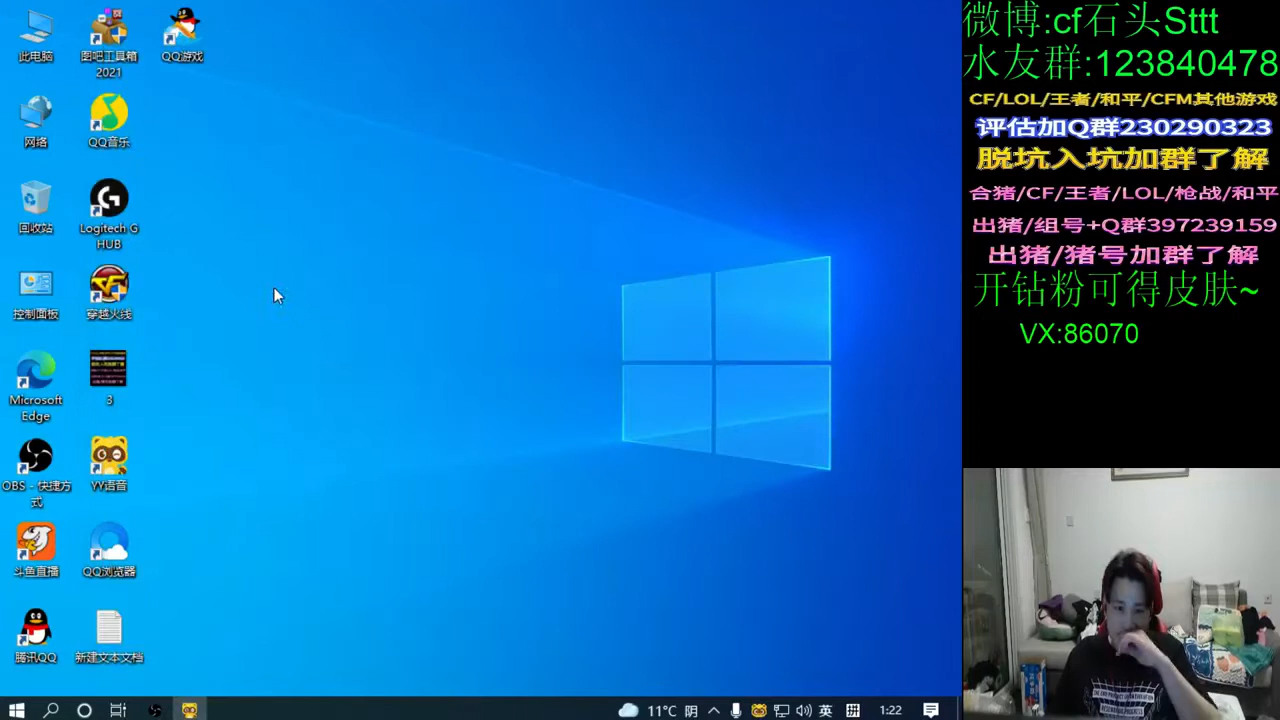 此电脑
图吧工具箱
2021
QQ游戏
网络
QQ音乐
回收站
Logitech G
HUB
控制面板
穿越火线
Microsoft
Edge
3
OBS - 快捷方
式
YY语音
斗鱼直播
QQ浏览器
腾讯QQ
新建文本文档
11°C 阴
英
1:22
微博:cf石头Sttt
水友群:123840478
CF/LOL/王者/和平/CFM其他游戏
评估加Q群230290323
脱坑入坑加群了解
合猪/CF/王者/LOL/枪战/和平
出猪/组号+Q群397239159
出猪/猪号加群了解
开钻粉可得皮肤~
VX:86070